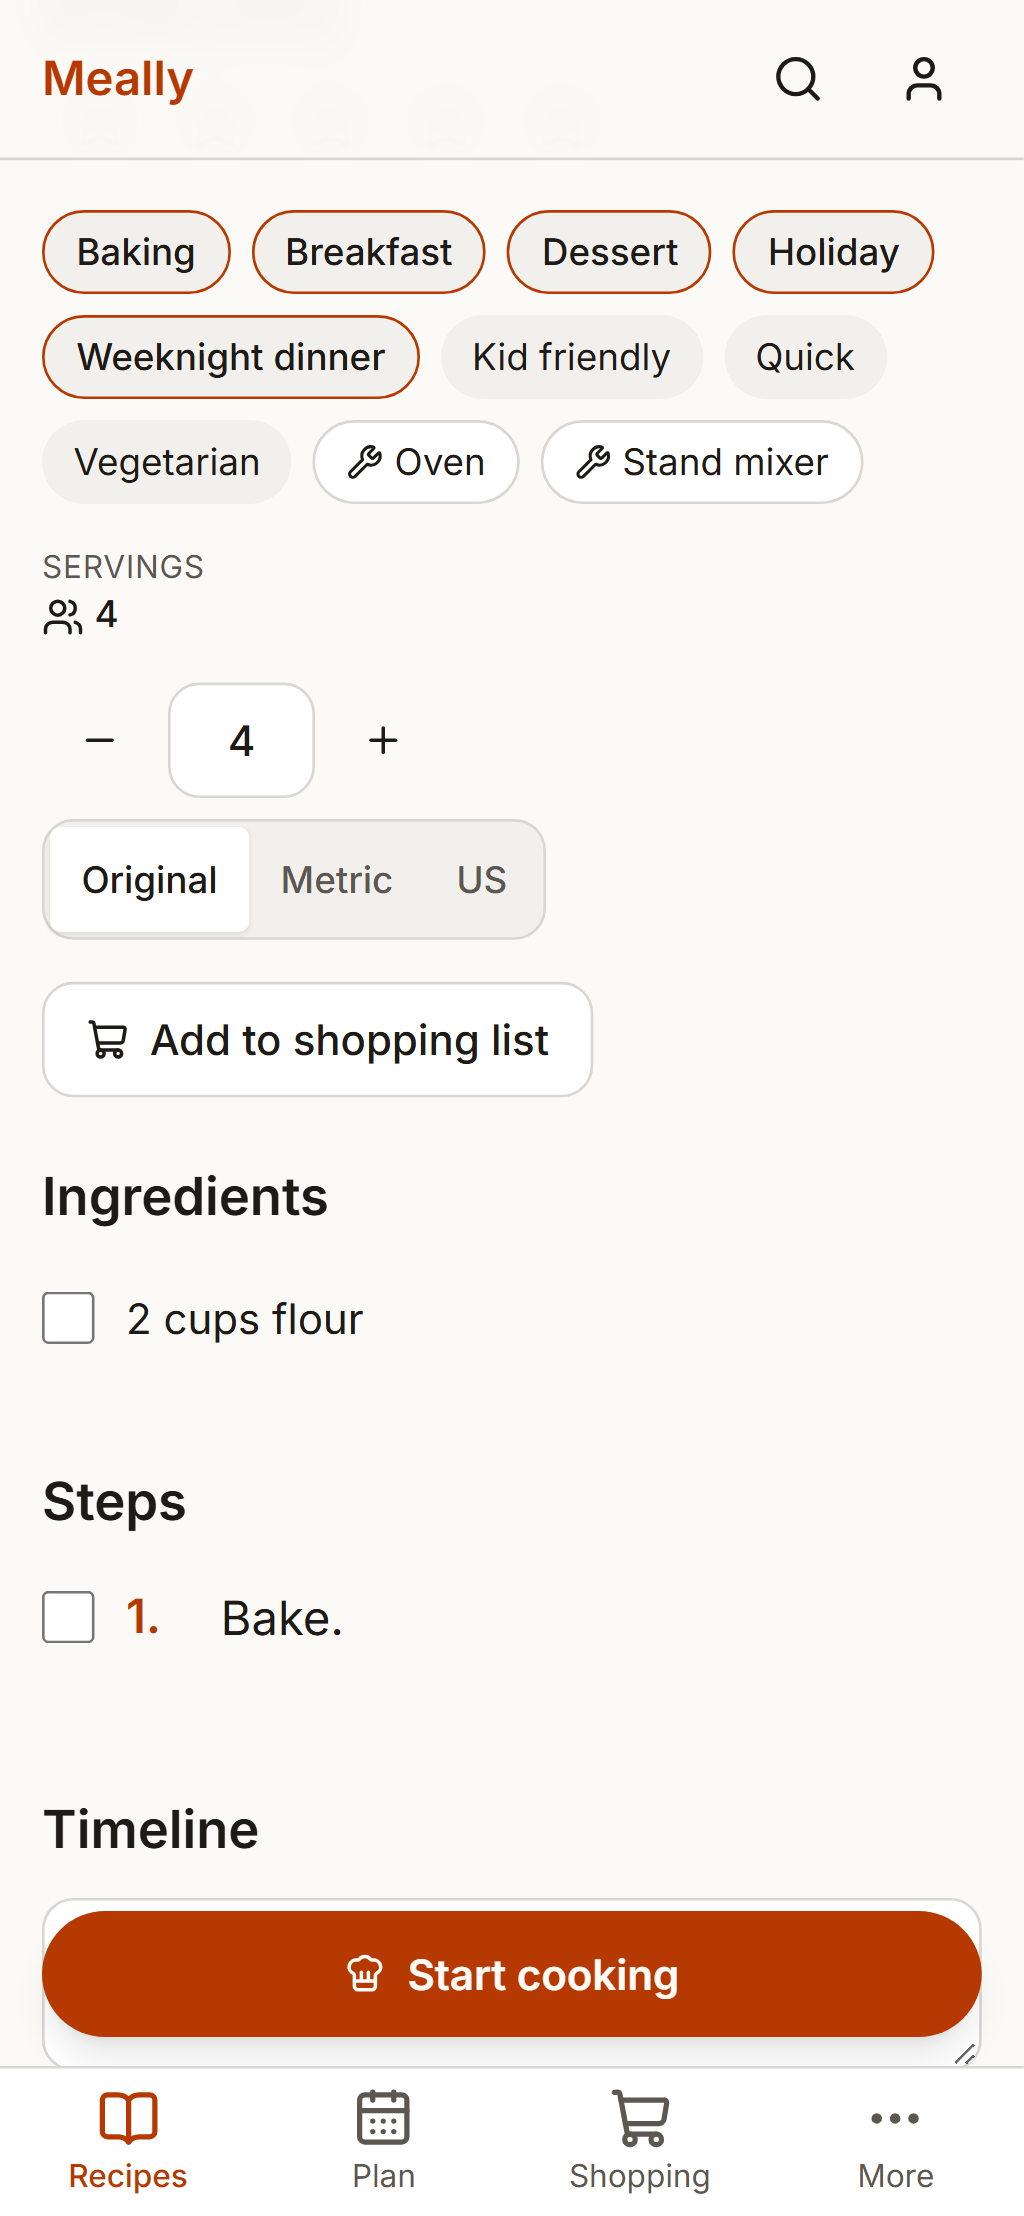 Meally
Baking Breakfast Dessert Holiday
Weeknight dinner Kid friendly Quick
Vegetarian Oven Stand mixer
SERVINGS
4
− 4 +
Original Metric US
Add to shopping list
Ingredients
2 cups flour
Steps
1. Bake.
Timeline
Start cooking
Recipes Plan Shopping More